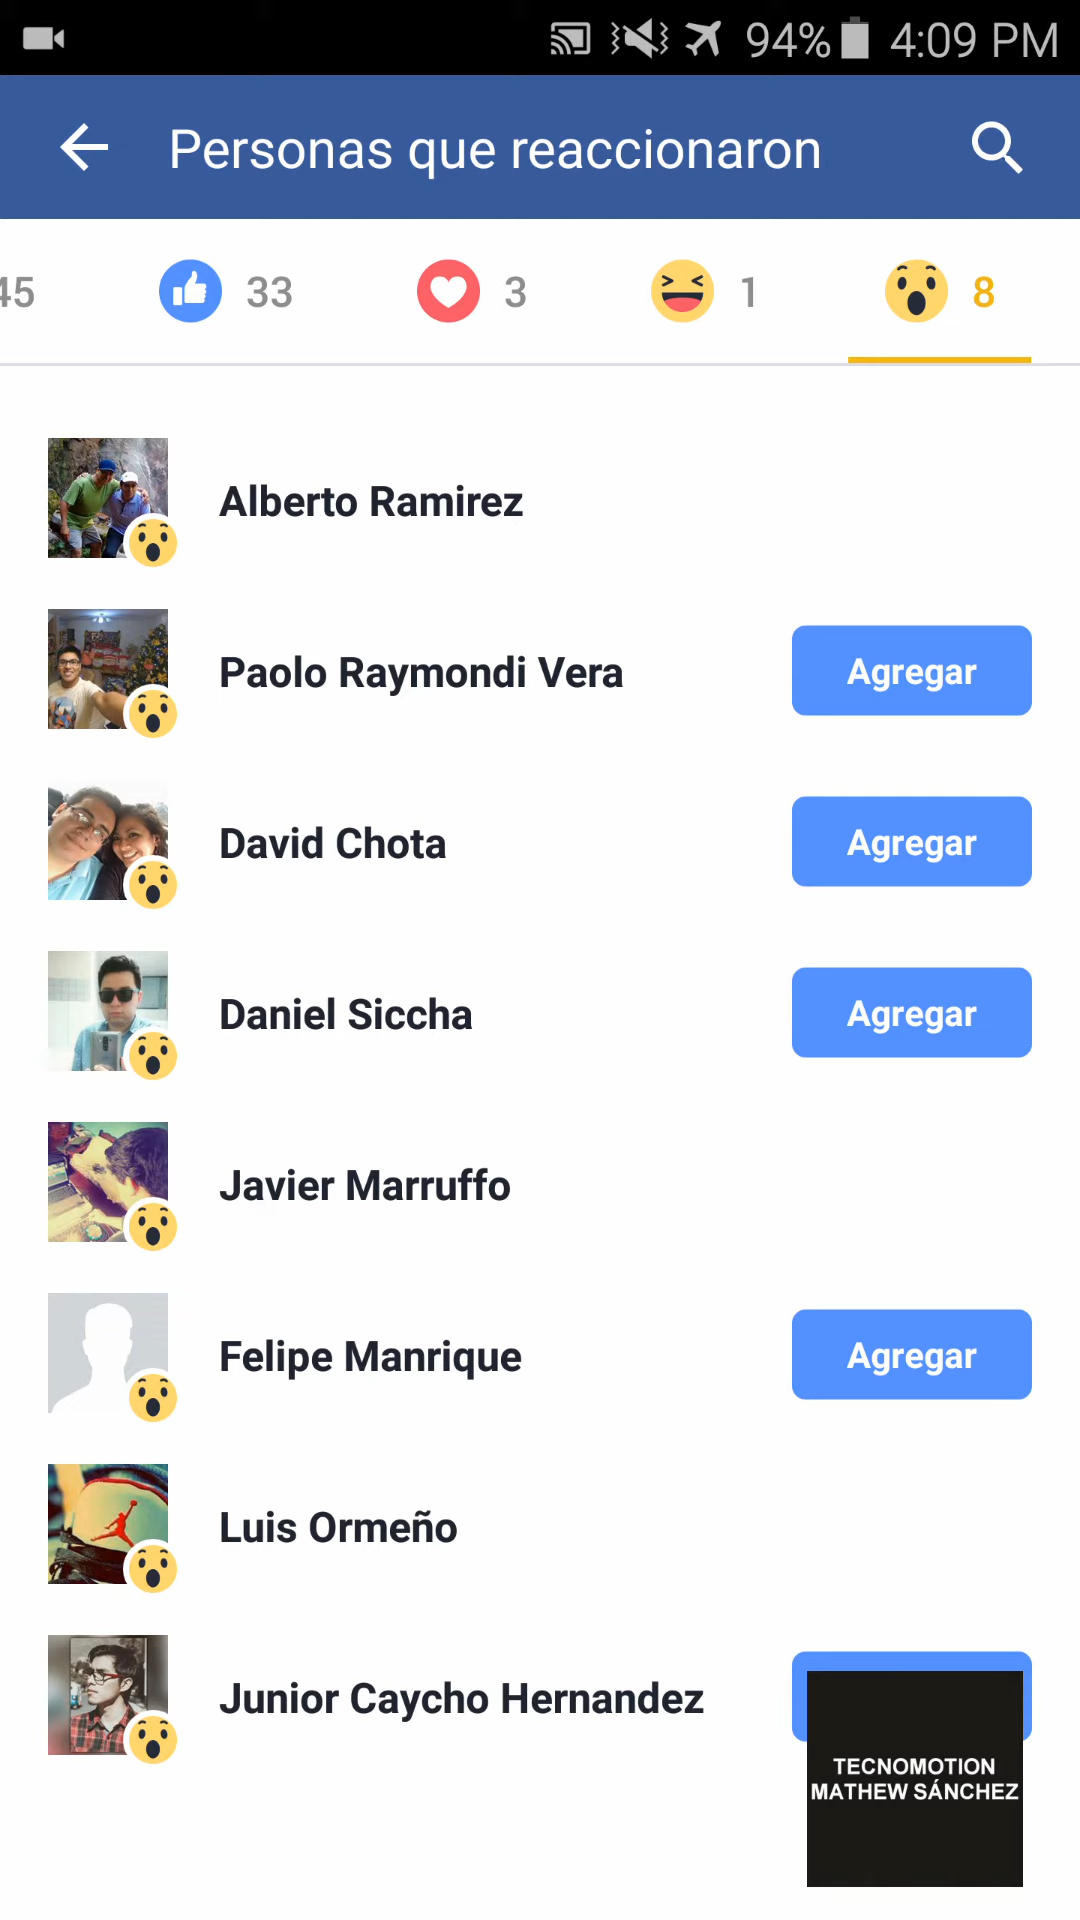 94% 4:09 PM
Personas que reaccionaron
45 33 3 1 8
Alberto Ramirez
Paolo Raymondi Vera
Agregar
David Chota
Agregar
Daniel Siccha
Agregar
Javier Marruffo
Felipe Manrique
Agregar
Luis Ormeño
Junior Caycho Hernandez
TECNOMOTION
MATHEW SÁNCHEZ